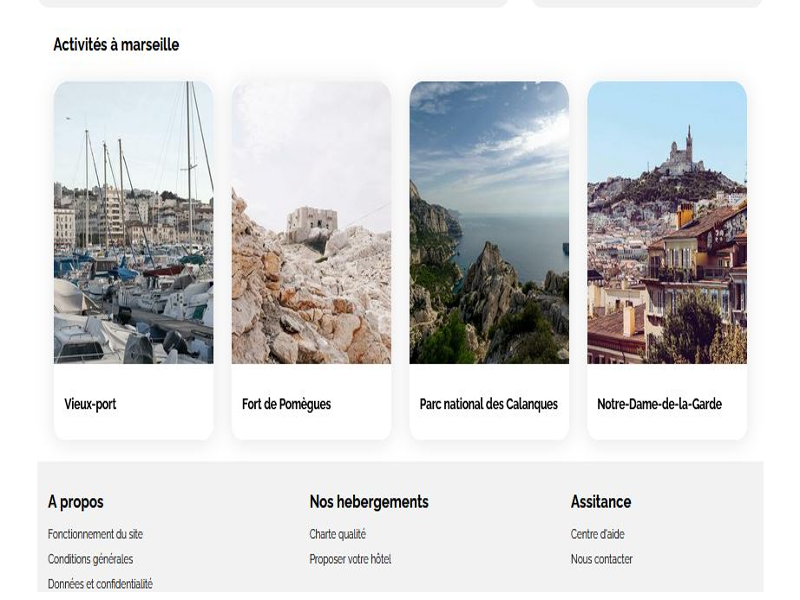 Activités à marseille
Vieux-port
Fort de Pomègues
Parc national des Calanques
Notre-Dame-de-la-Garde
A propos
Fonctionnement du site
Conditions générales
Données et confidentialité
Nos hebergements
Charte qualité
Proposer votre hôtel
Assitance
Centre d'aide
Nous contacter